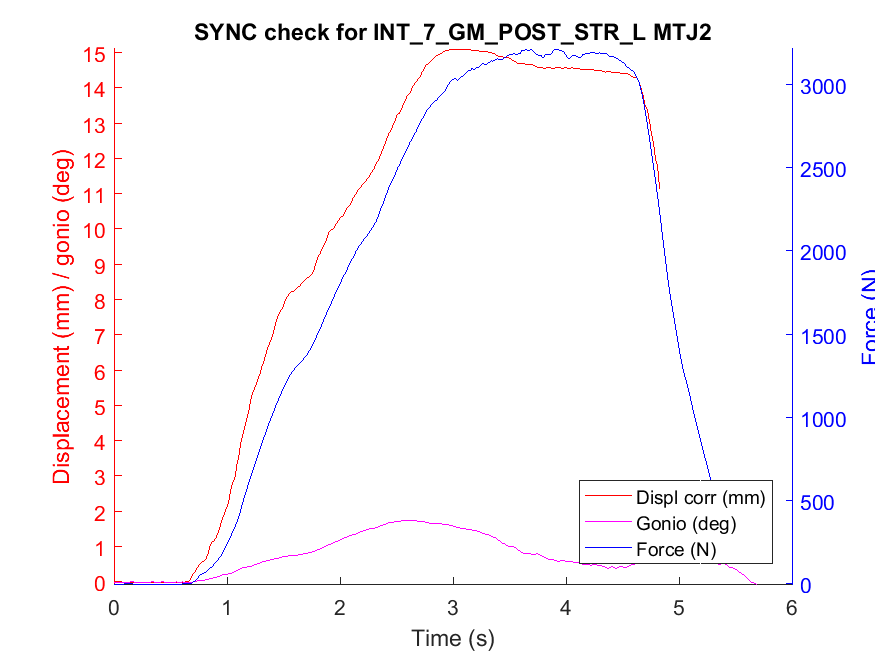 SYNC check for INT_7_GM_POST_STR_L MTJ2
Displacement (mm) / gonio (deg)
15
14
13
12
11
10
9
8
7
6
5
4
3
2
1
0
3000
2500
2000
1500
1000
500
0
Force (N)
Displ corr (mm)
Gonio (deg)
Force (N)
0 1 2 3 4 5 6
Time (s)